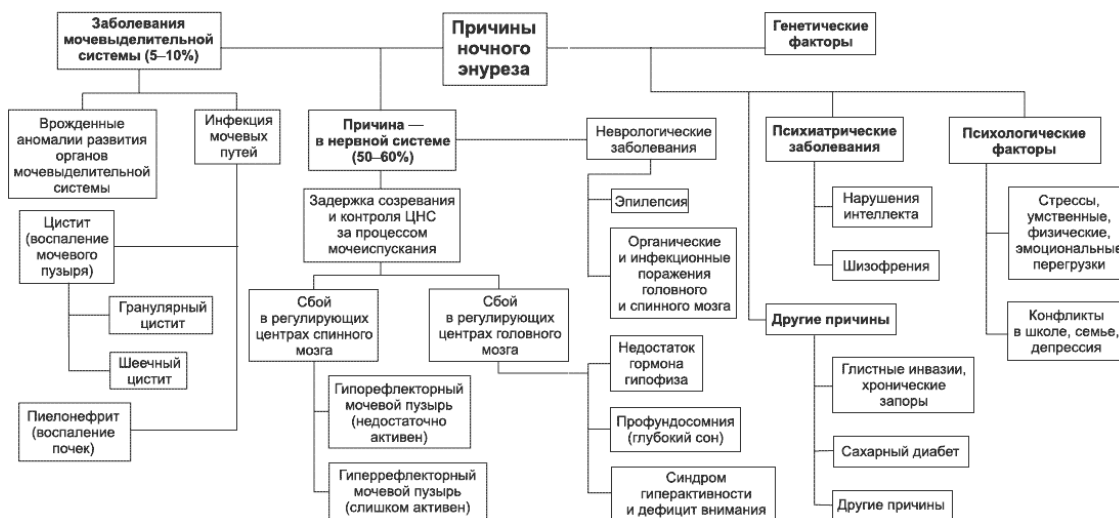 Причины
ночного
энуреза
Заболевания
мочевыделительной
системы (5–10%)
Врожденные
аномалии развития
органов
мочевыделительной
системы
Инфекция
мочевых
путей
Цистит
(воспаление
мочевого
пузыря)
Гранулярный
цистит
Шеечный
цистит
Пиелонефрит
(воспаление
почек)
Причина —
в нервной системе
(50–60%)
Задержка созревания
и контроля ЦНС
за процессом
мочеиспускания
Сбой
в регулирующих
центрах спинного
мозга
Гипорефлекторный
мочевой пузырь
(недостаточно
активен)
Гиперрефлекторный
мочевой пузырь
(слишком активен)
Сбой
в регулирующих
центрах головного
мозга
Недостаток
гормона
гипофиза
Профундосомния
(глубокий сон)
Синдром
гиперактивности
и дефицит внимания
Неврологические
заболевания
Эпилепсия
Органические
и инфекционные
поражения
головного
и спинного мозга
Генетические
факторы
Психиатрические
заболевания
Нарушения
интеллекта
Шизофрения
Другие причины
Глистные инвазии,
хронические
запоры
Сахарный диабет
Другие причины
Психологические
факторы
Стрессы,
умственные,
физические,
эмоциональные
перегрузки
Конфликты
в школе, семье,
депрессия